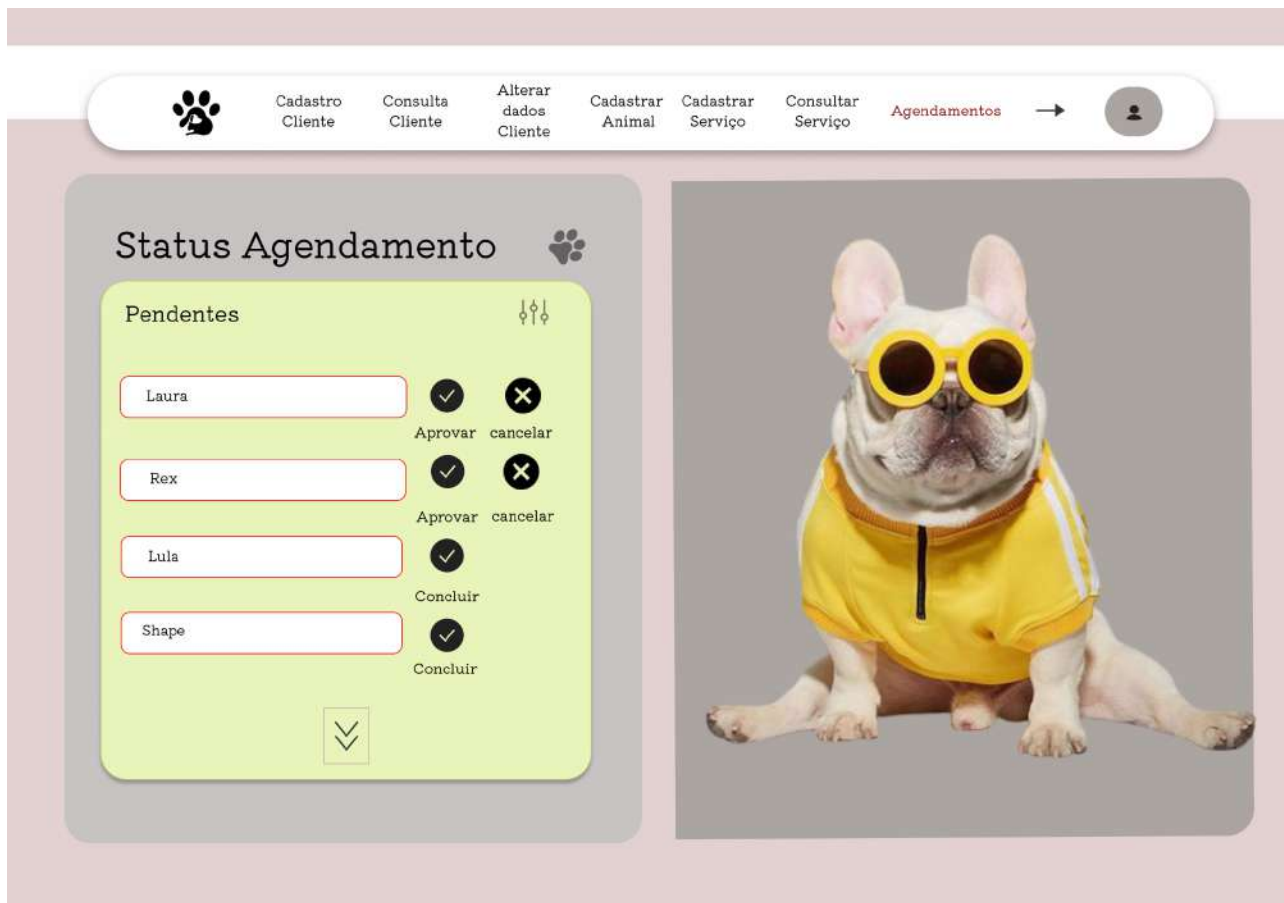 Cadastro
Cliente
Consulta
Cliente
Alterar
dados
Cliente
Cadastrar
Animal
Cadastrar
Serviço
Consultar
Serviço
Agendamentos
Status Agendamento
Pendentes
Laura
Aprovar cancelar
Rex
Aprovar cancelar
Lula
Concluir
Shape
Concluir